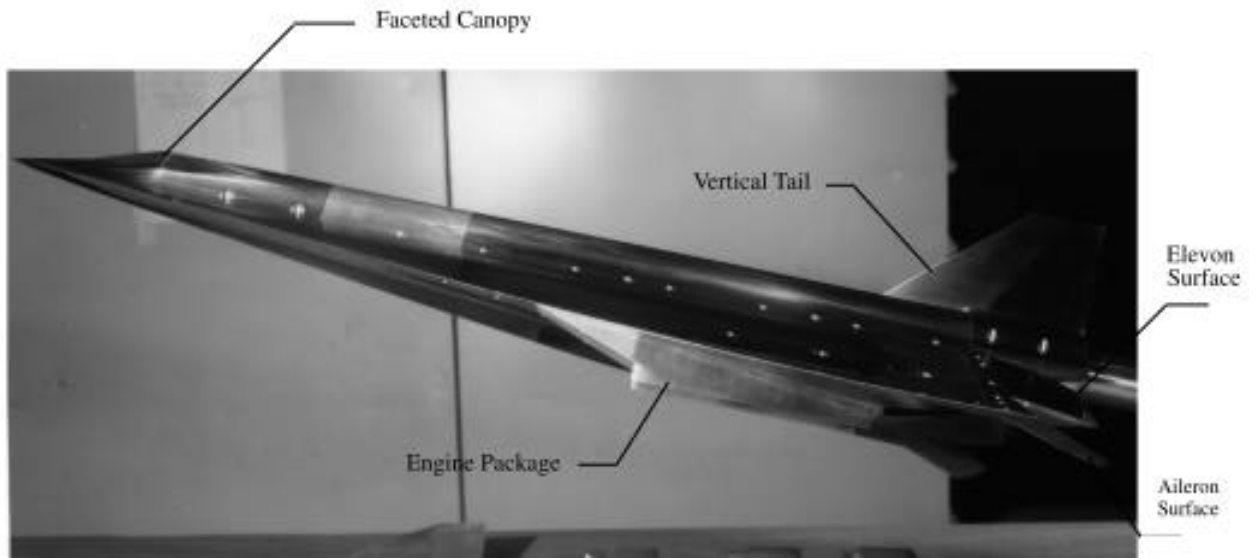 Faceted Canopy
Vertical Tail
Elevon
Surface
Engine Package
Aileron
Surface